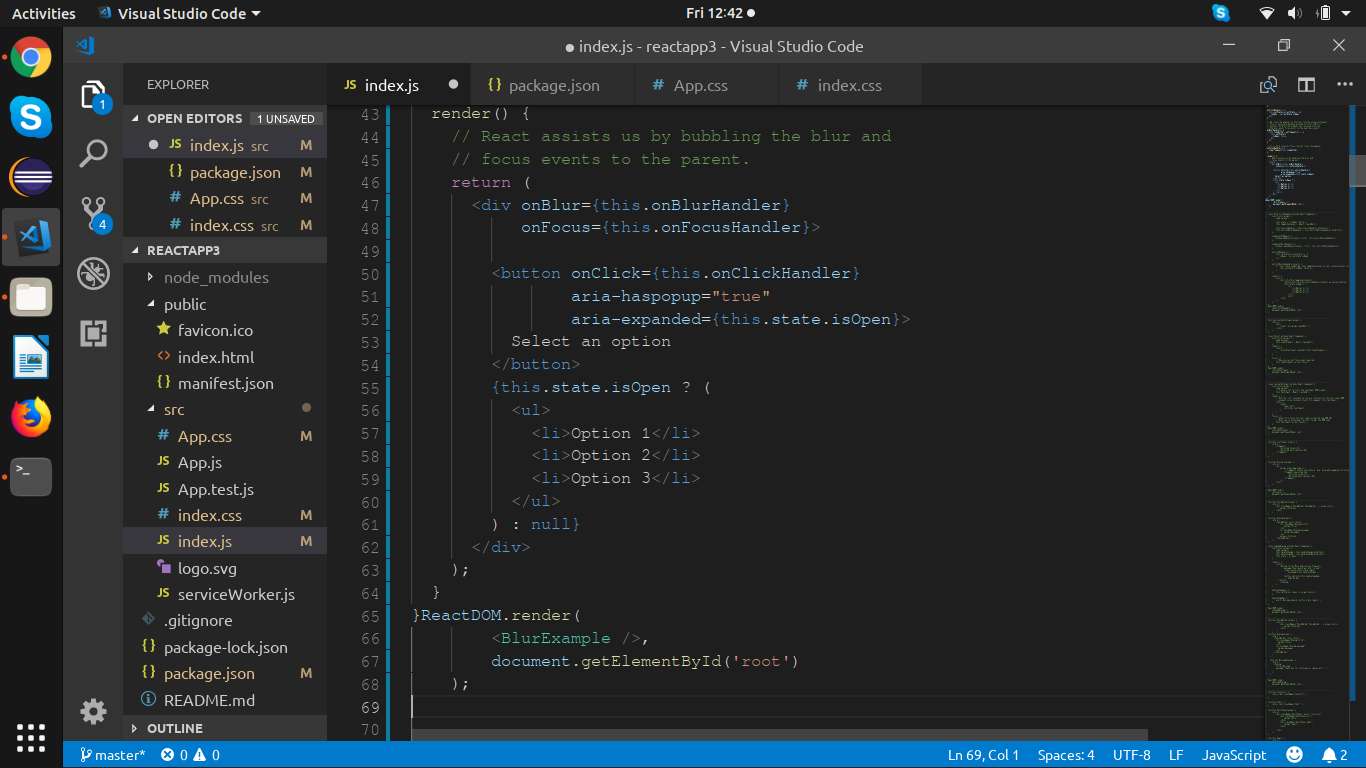 Activities Visual Studio Code Fri 12:42
index.js - reactapp3 - Visual Studio Code
EXPLORER
OPEN EDITORS 1 UNSAVED
JS index.js src M
{} package.json M
# App.css src M
# index.css src M
REACTAPP3
node_modules
public
favicon.ico
<> index.html
{} manifest.json
src
# App.css M
JS App.js
JS App.test.js
# index.css M
JS index.js M
logo.svg
JS serviceWorker.js
.gitignore
{} package-lock.json
{} package.json M
README.md
OUTLINE
1
4
JS index.js {} package.json # App.css # index.css ...
43 render() {
44 // React assists us by bubbling the blur and
45 // focus events to the parent.
46 return (
47 <div onBlur={this.onBlurHandler}
48 onFocus={this.onFocusHandler}>
49
50 <button onClick={this.onClickHandler}
51 aria-haspopup="true"
52 aria-expanded={this.state.isOpen}>
53 Select an option
54 </button>
55 {this.state.isOpen ? (
56 <ul>
57 <li>Option 1</li>
58 <li>Option 2</li>
59 <li>Option 3</li>
60 </ul>
61 ) : null}
62 </div>
63 );
64 }
65 }ReactDOM.render(
66 <BlurExample />,
67 document.getElementById('root')
68 );
69
70
master* 0 0 Ln 69, Col 1 Spaces: 4 UTF-8 LF JavaScript 2